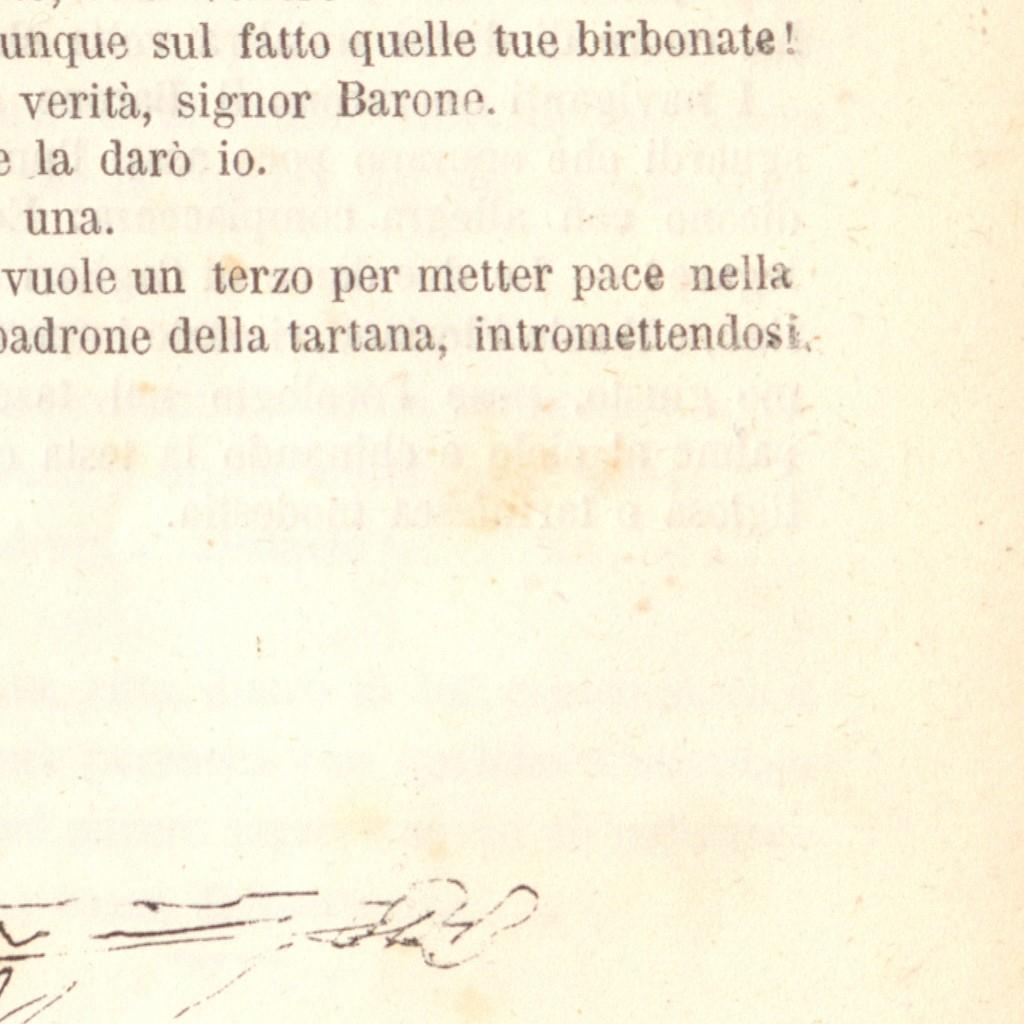 unque sul fatto quelle tue birbonate!
verità, signor Barone.
e la darò io.
una.
vuole un terzo per metter pace nella
padrone della tartana, intromettendosi.